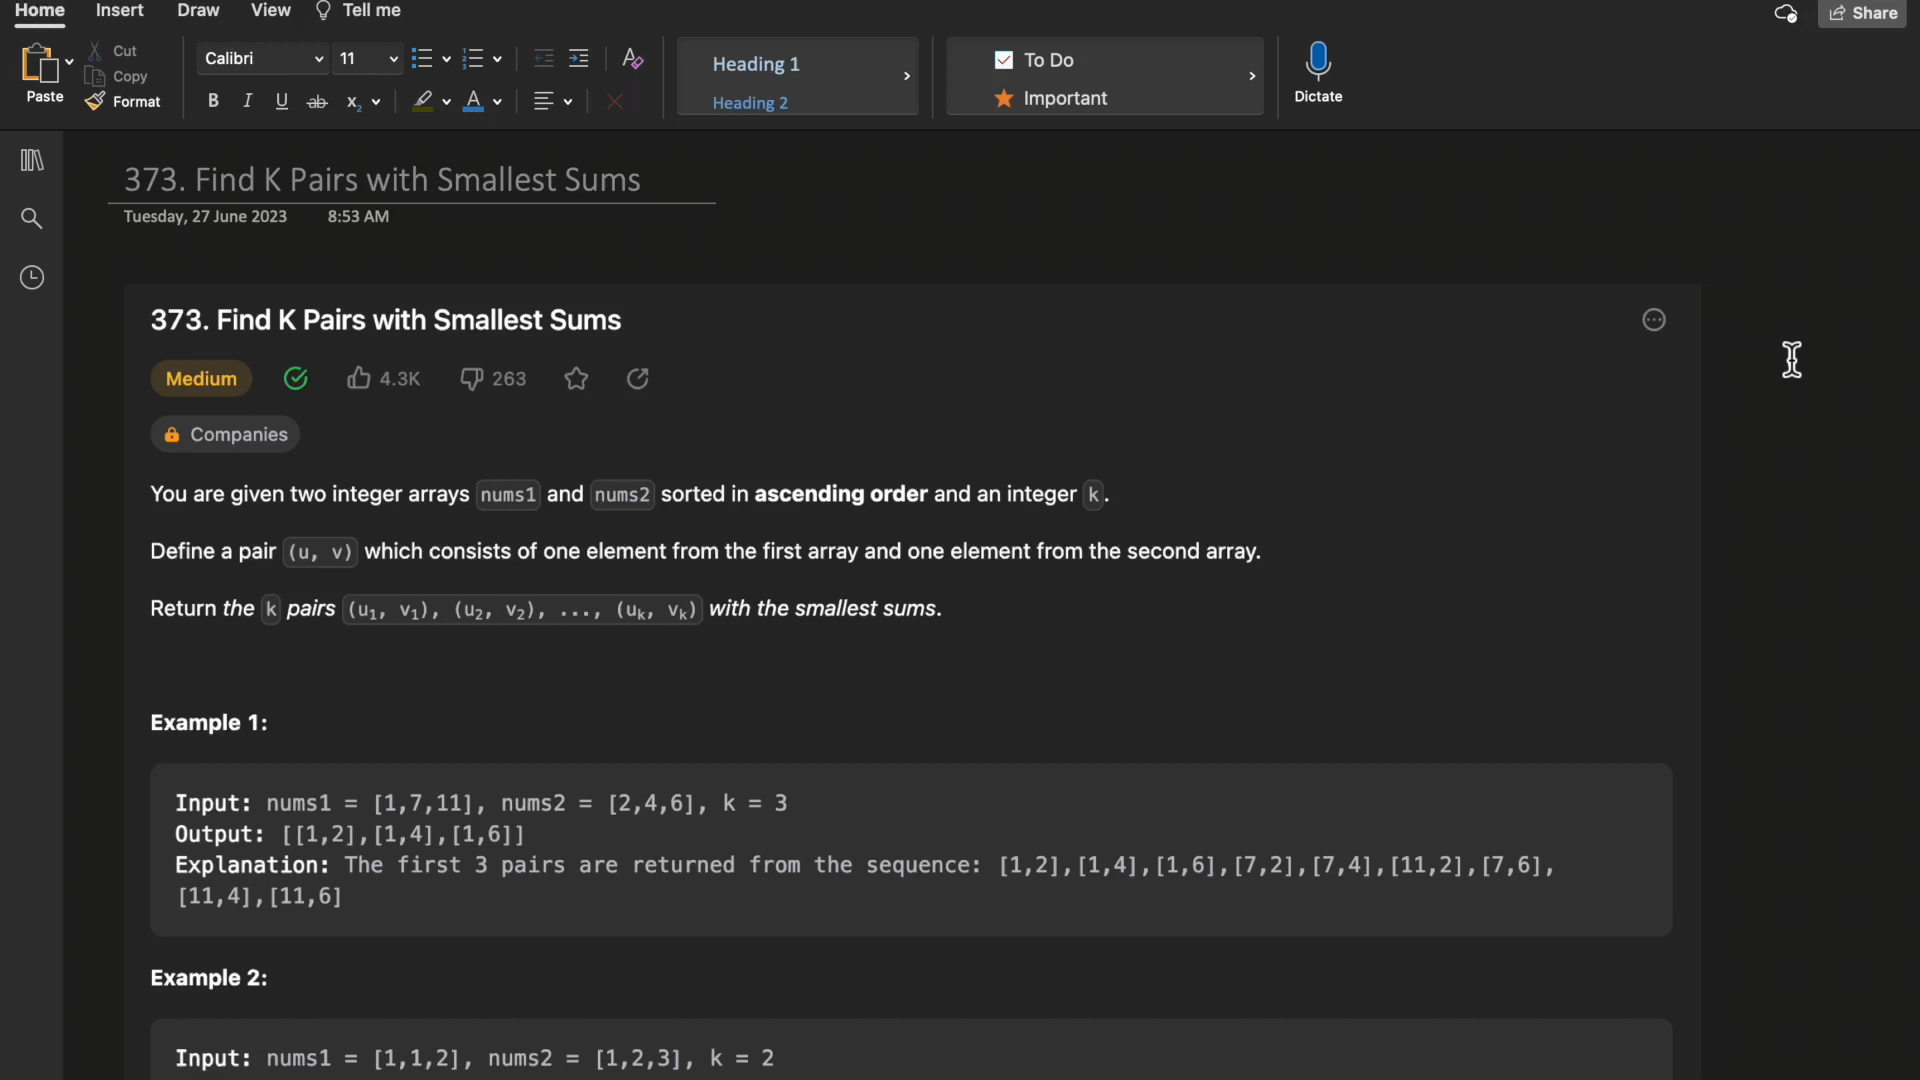 Home Insert Draw View Tell me Share
Paste Cut Copy Format
Calibri 11
B I U ab x₂ A
Heading 1
Heading 2
To Do
Important
Dictate
373. Find K Pairs with Smallest Sums
Tuesday, 27 June 2023 8:53 AM
373. Find K Pairs with Smallest Sums
Medium 4.3K 263
Companies
You are given two integer arrays nums1 and nums2 sorted in ascending order and an integer k.
Define a pair (u, v) which consists of one element from the first array and one element from the second array.
Return the k pairs (u₁, v₁), (u₂, v₂), ..., (uₖ, vₖ) with the smallest sums.
Example 1:
Input: nums1 = [1,7,11], nums2 = [2,4,6], k = 3
Output: [[1,2],[1,4],[1,6]]
Explanation: The first 3 pairs are returned from the sequence: [1,2],[1,4],[1,6],[7,2],[7,4],[11,2],[7,6],
[11,4],[11,6]
Example 2:
Input: nums1 = [1,1,2], nums2 = [1,2,3], k = 2